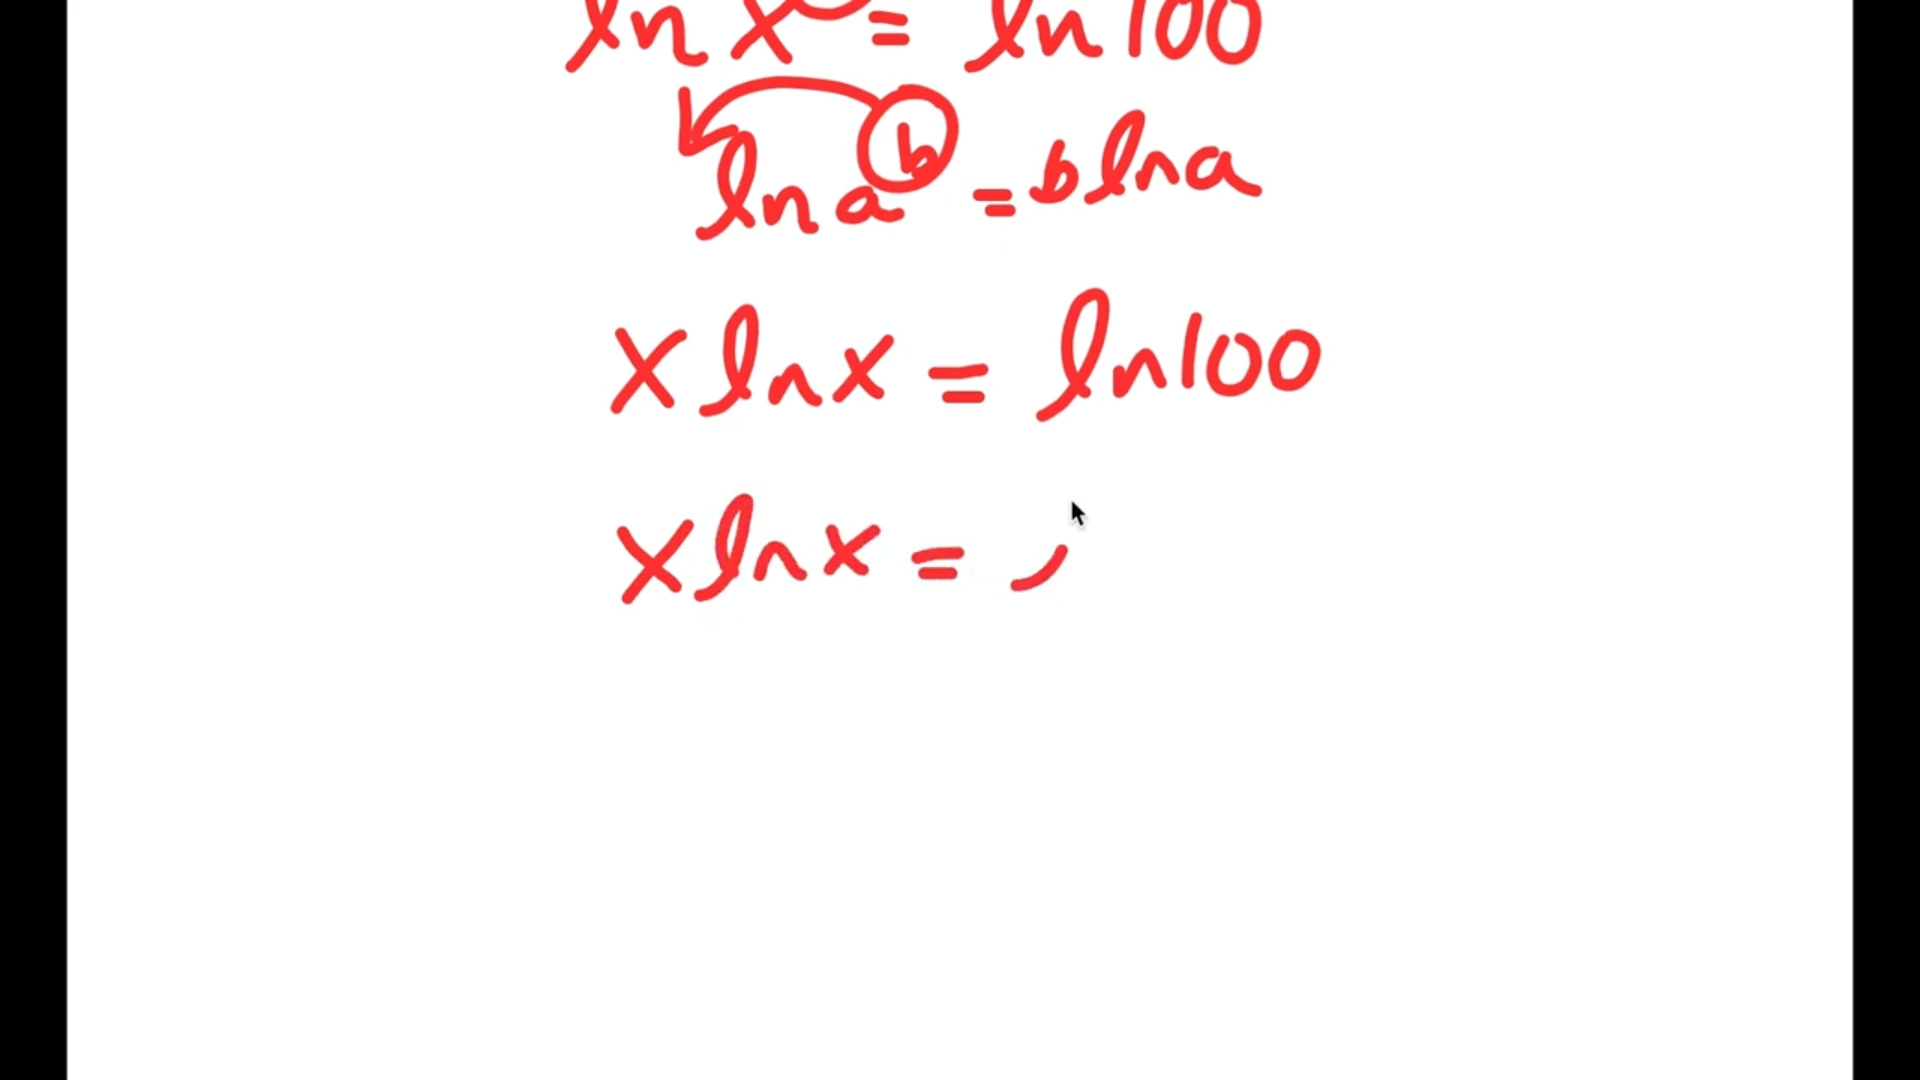 ln x = ln 100
ln a^b = b ln a
x ln x = ln 100
x ln x =